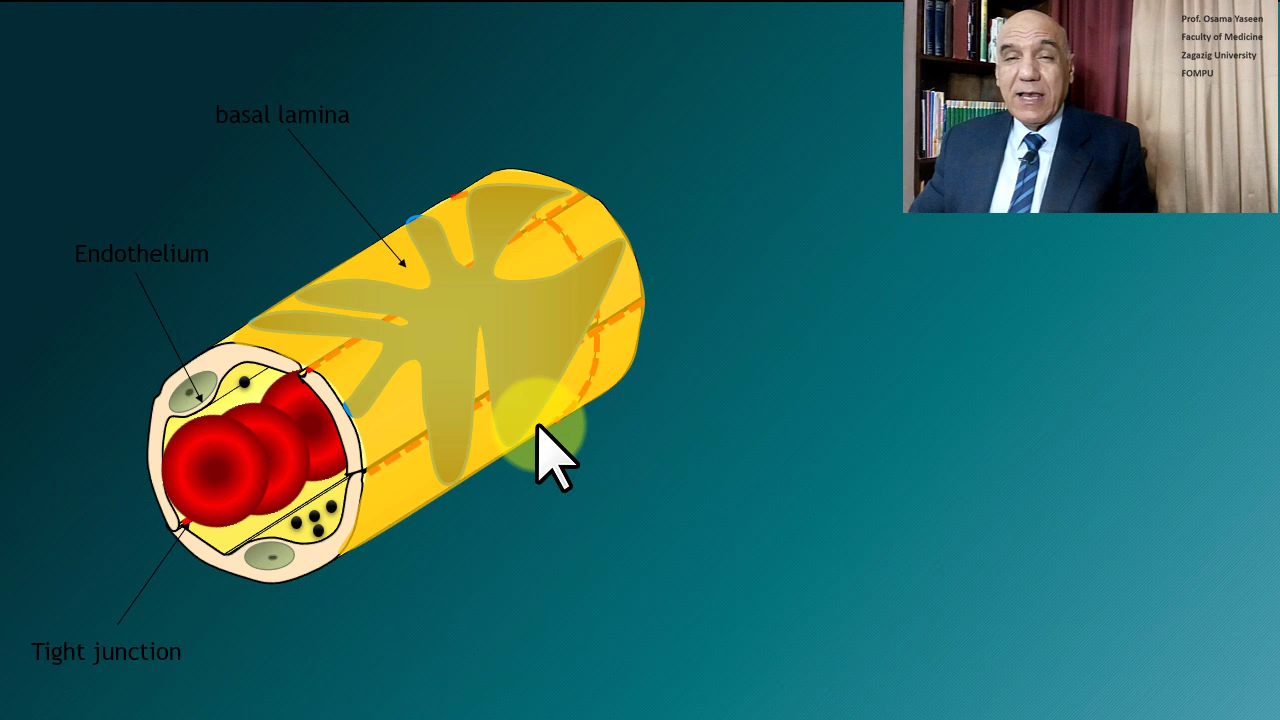 Prof. Osama Yaseen
Faculty of Medicine
Zagazig University
FOMPU
basal lamina
Endothelium
Tight junction